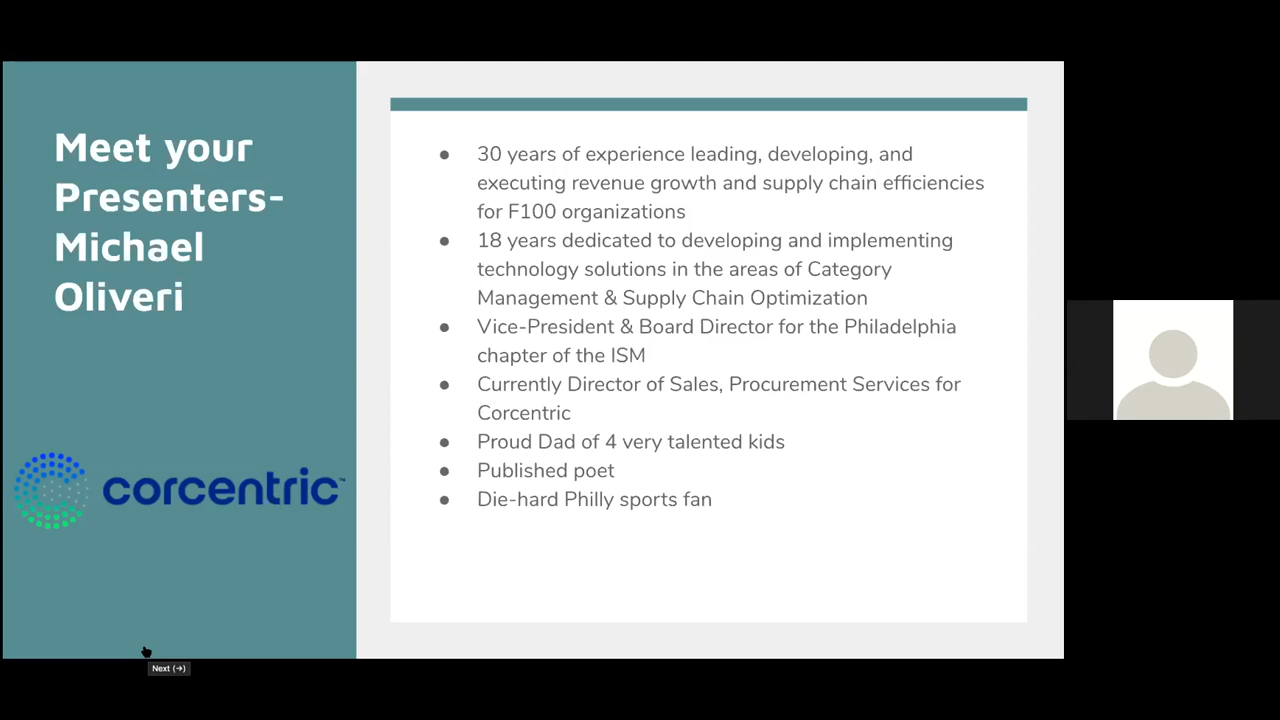 Meet your
Presenters-
Michael
Oliveri
corcentric™
● 30 years of experience leading, developing, and
executing revenue growth and supply chain efficiencies
for F100 organizations
● 18 years dedicated to developing and implementing
technology solutions in the areas of Category
Management & Supply Chain Optimization
● Vice-President & Board Director for the Philadelphia
chapter of the ISM
● Currently Director of Sales, Procurement Services for
Corcentric
● Proud Dad of 4 very talented kids
● Published poet
● Die-hard Philly sports fan
Next (→)